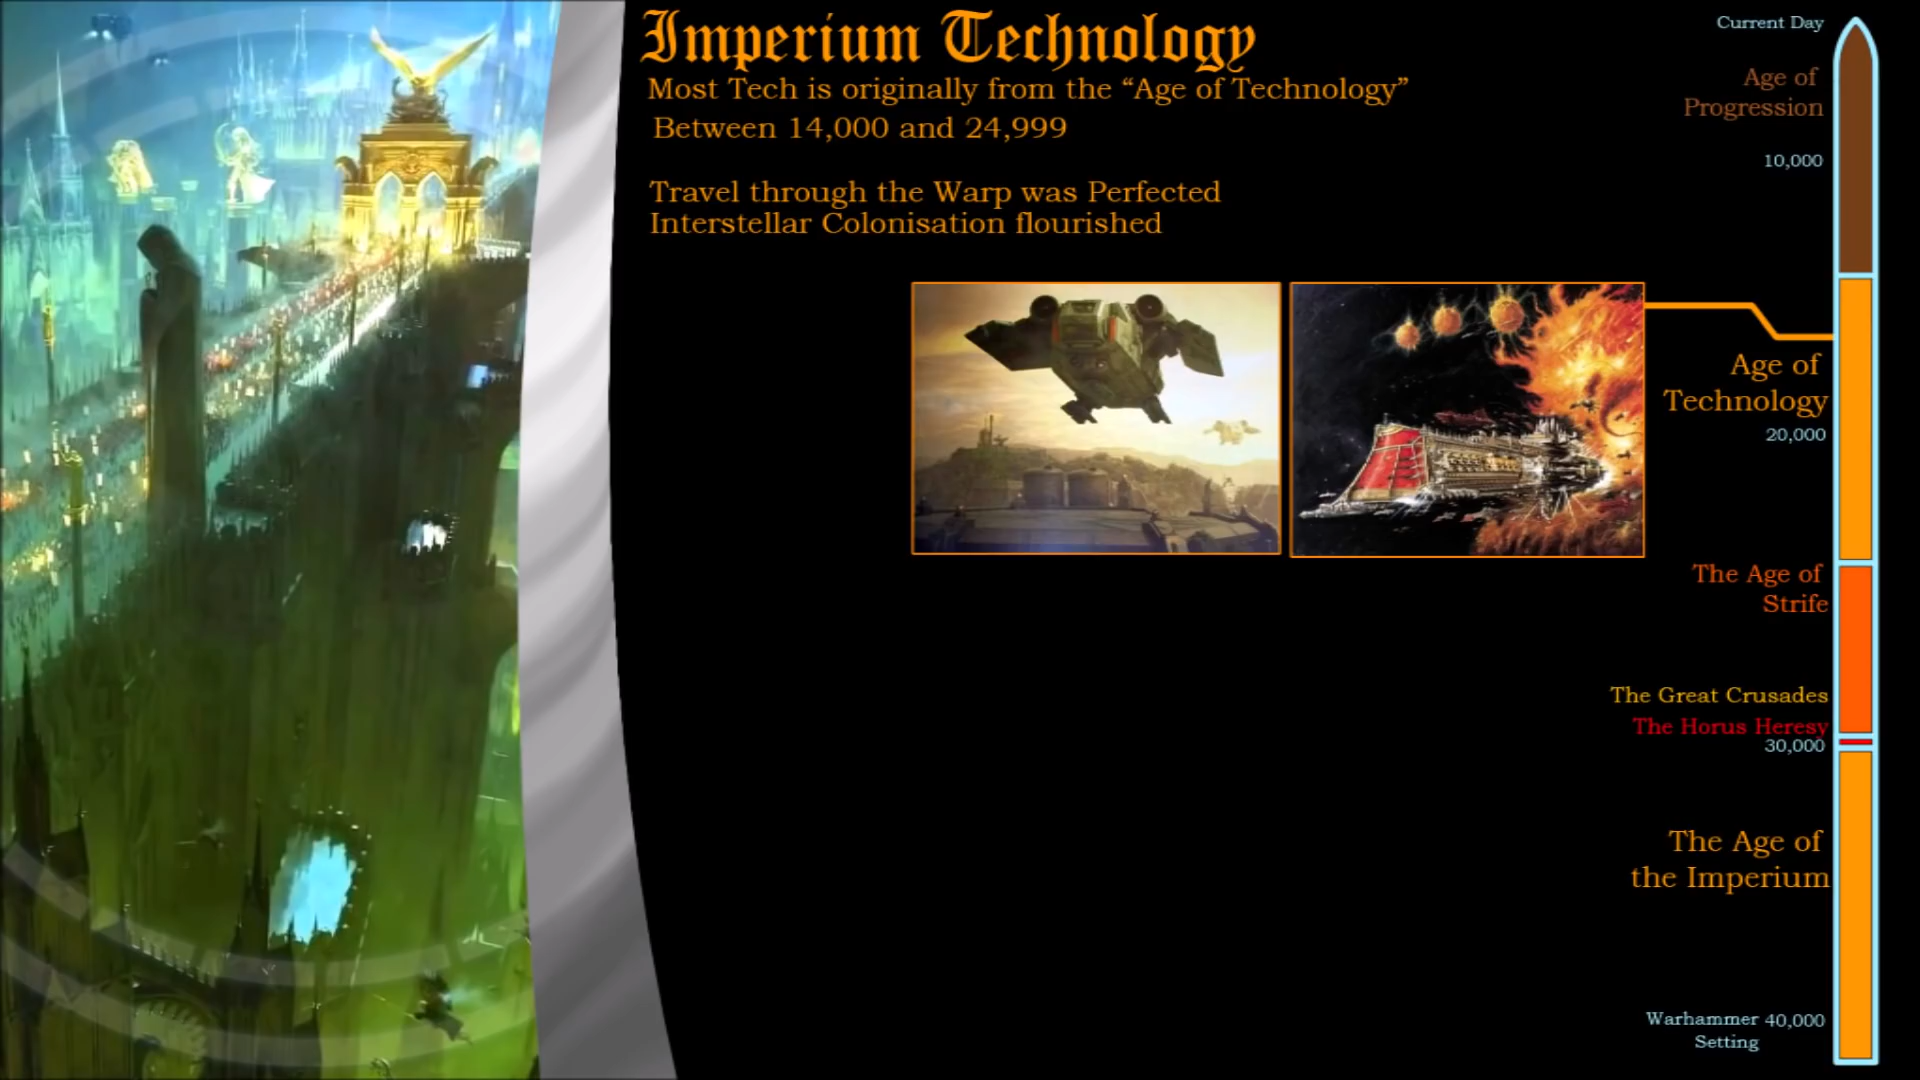 Imperium Technology
Most Tech is originally from the “Age of Technology”
Between 14,000 and 24,999
Travel through the Warp was Perfected
Interstellar Colonisation flourished
Current Day
Age of
Progression
10,000
Age of
Technology
20,000
The Age of
Strife
The Great Crusades
The Horus Heresy
30,000
The Age of
the Imperium
Warhammer 40,000
Setting